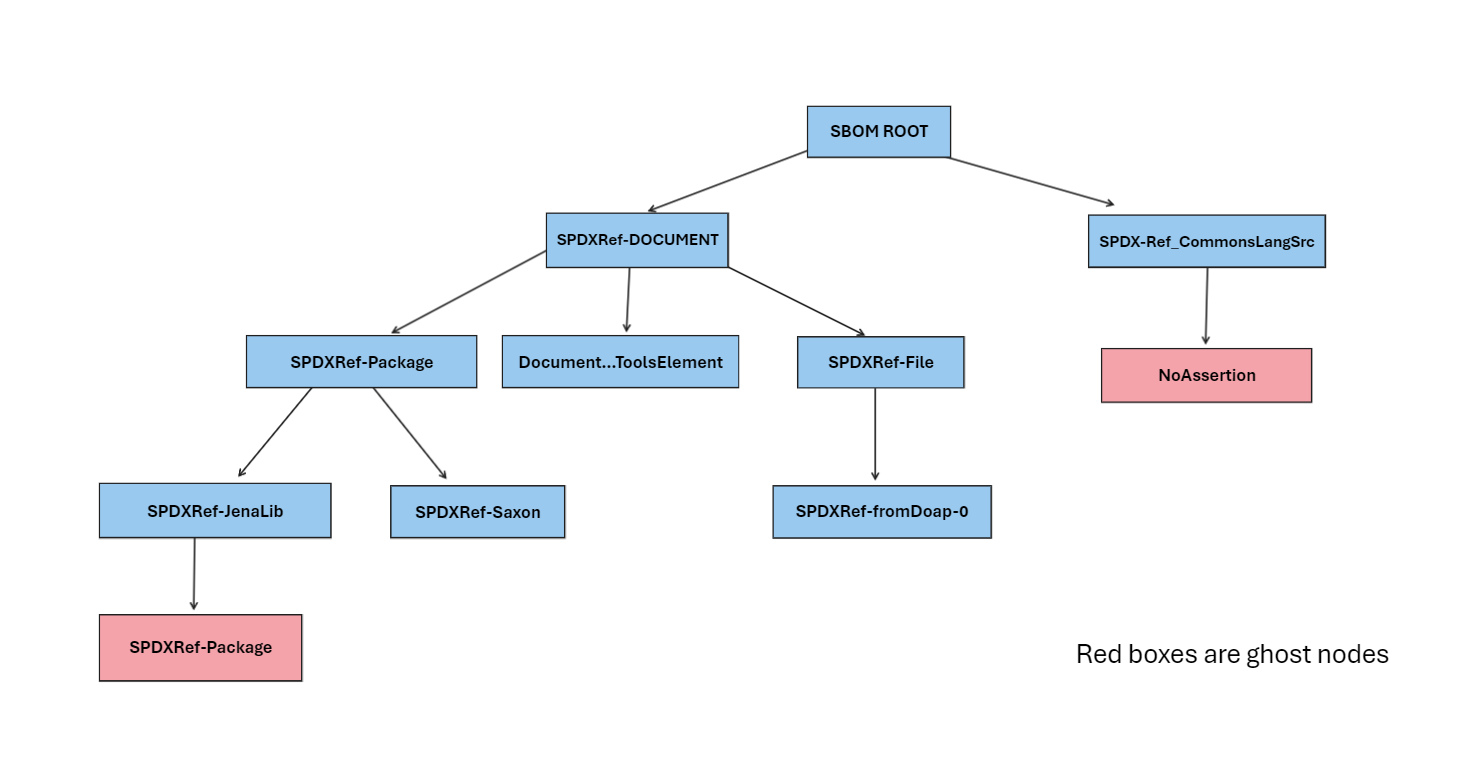 SBOM ROOT
SPDXRef-DOCUMENT
SPDX-Ref_CommonsLangSrc
SPDXRef-Package
Document...ToolsElement
SPDXRef-File
NoAssertion
SPDXRef-JenaLib
SPDXRef-Saxon
SPDXRef-fromDoap-0
SPDXRef-Package
Red boxes are ghost nodes